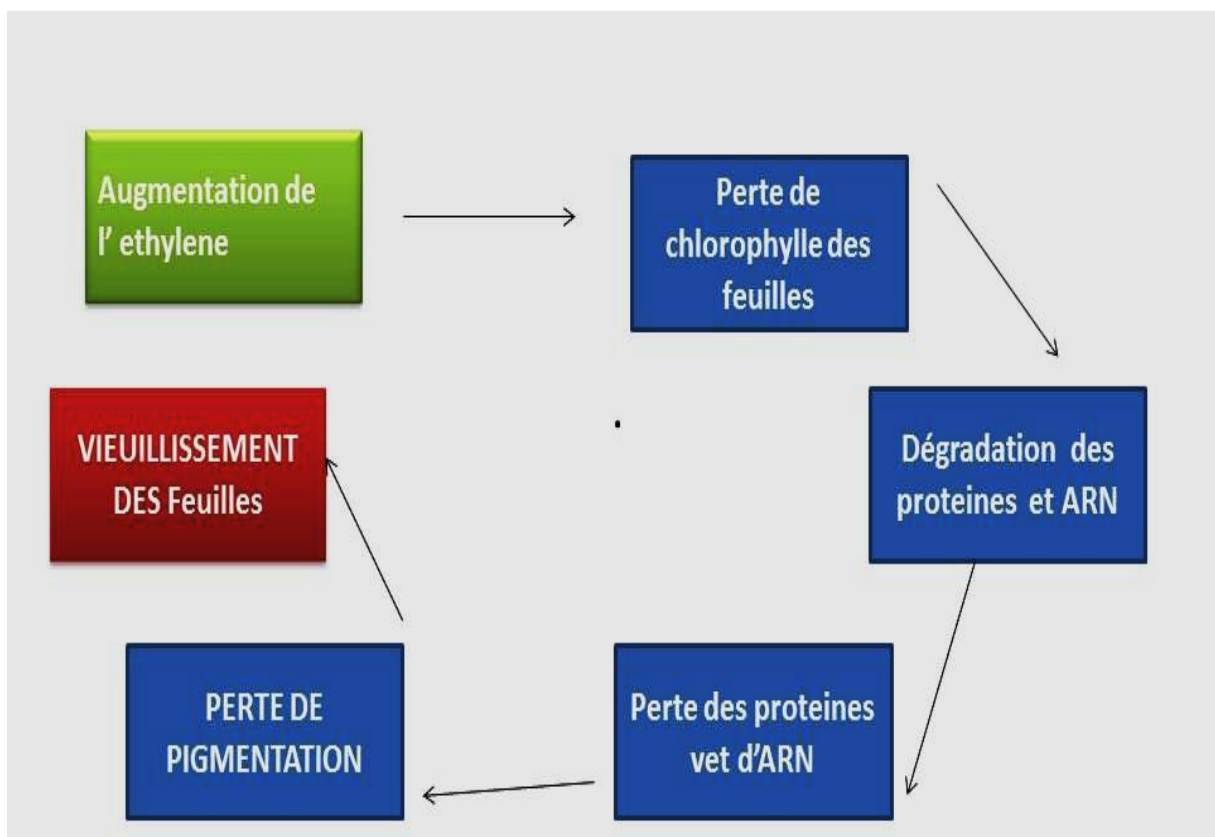 Augmentation de
l' ethylene
Perte de
chlorophylle des
feuilles
Dégradation des
proteines et ARN
Perte des proteines
vet d'ARN
PERTE DE
PIGMENTATION
VIEUILLISSEMENT
DES Feuilles